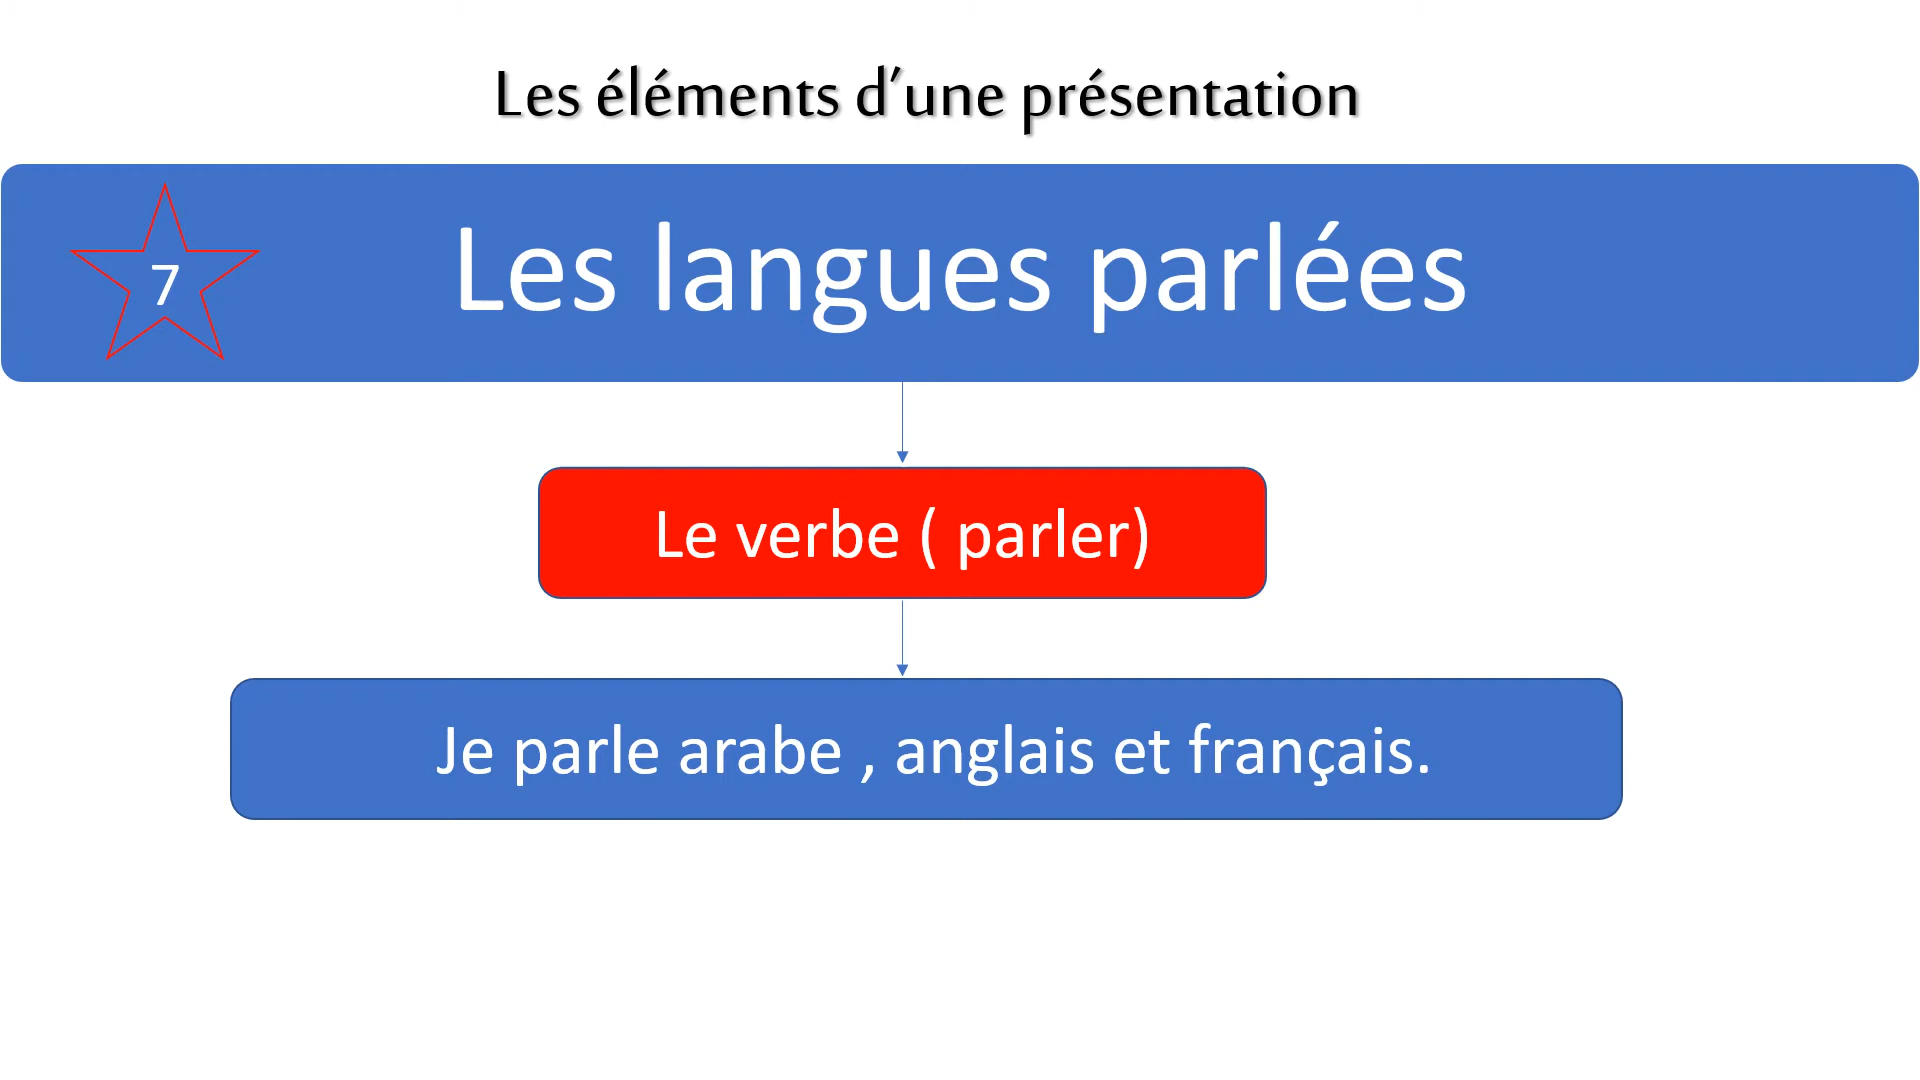 Les éléments d’une présentation
7
Les langues parlées
Le verbe ( parler)
Je parle arabe , anglais et français.